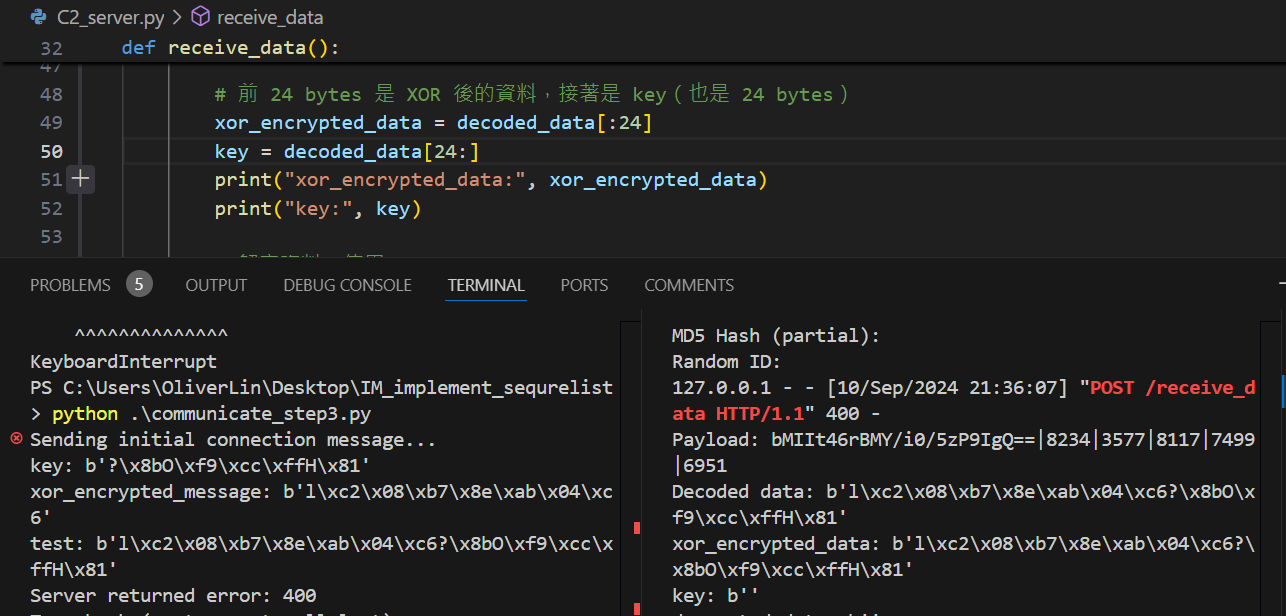 C2_server.py > receive_data
32 def receive_data():
47
48 # 前 24 bytes 是 XOR 後的資料，接著是 key（也是 24 bytes）
49 xor_encrypted_data = decoded_data[:24]
50 key = decoded_data[24:]
51 print("xor_encrypted_data:", xor_encrypted_data)
52 print("key:", key)
53
PROBLEMS 5 OUTPUT DEBUG CONSOLE TERMINAL PORTS COMMENTS
^^^^^^^^^^^^^^
KeyboardInterrupt
PS C:\Users\OliverLin\Desktop\IM_implement_sequrelist
> python .\communicate_step3.py
Sending initial connection message...
key: b'?\x8bO\xf9\xcc\xffH\x81'
xor_encrypted_message: b'l\xc2\x08\xb7\x8e\xab\x04\xc
6'
test: b'l\xc2\x08\xb7\x8e\xab\x04\xc6?\x8bO\xf9\xcc\x
ffH\x81'
Server returned error: 400
MD5 Hash (partial):
Random ID:
127.0.0.1 - - [10/Sep/2024 21:36:07] "POST /receive_d
ata HTTP/1.1" 400 -
Payload: bMIIt46rBMY/i0/5zP9IgQ==|8234|3577|8117|7499
|6951
Decoded data: b'l\xc2\x08\xb7\x8e\xab\x04\xc6?\x8bO\x
f9\xcc\xffH\x81'
xor_encrypted_data: b'l\xc2\x08\xb7\x8e\xab\x04\xc6?\
x8bO\xf9\xcc\xffH\x81'
key: b''